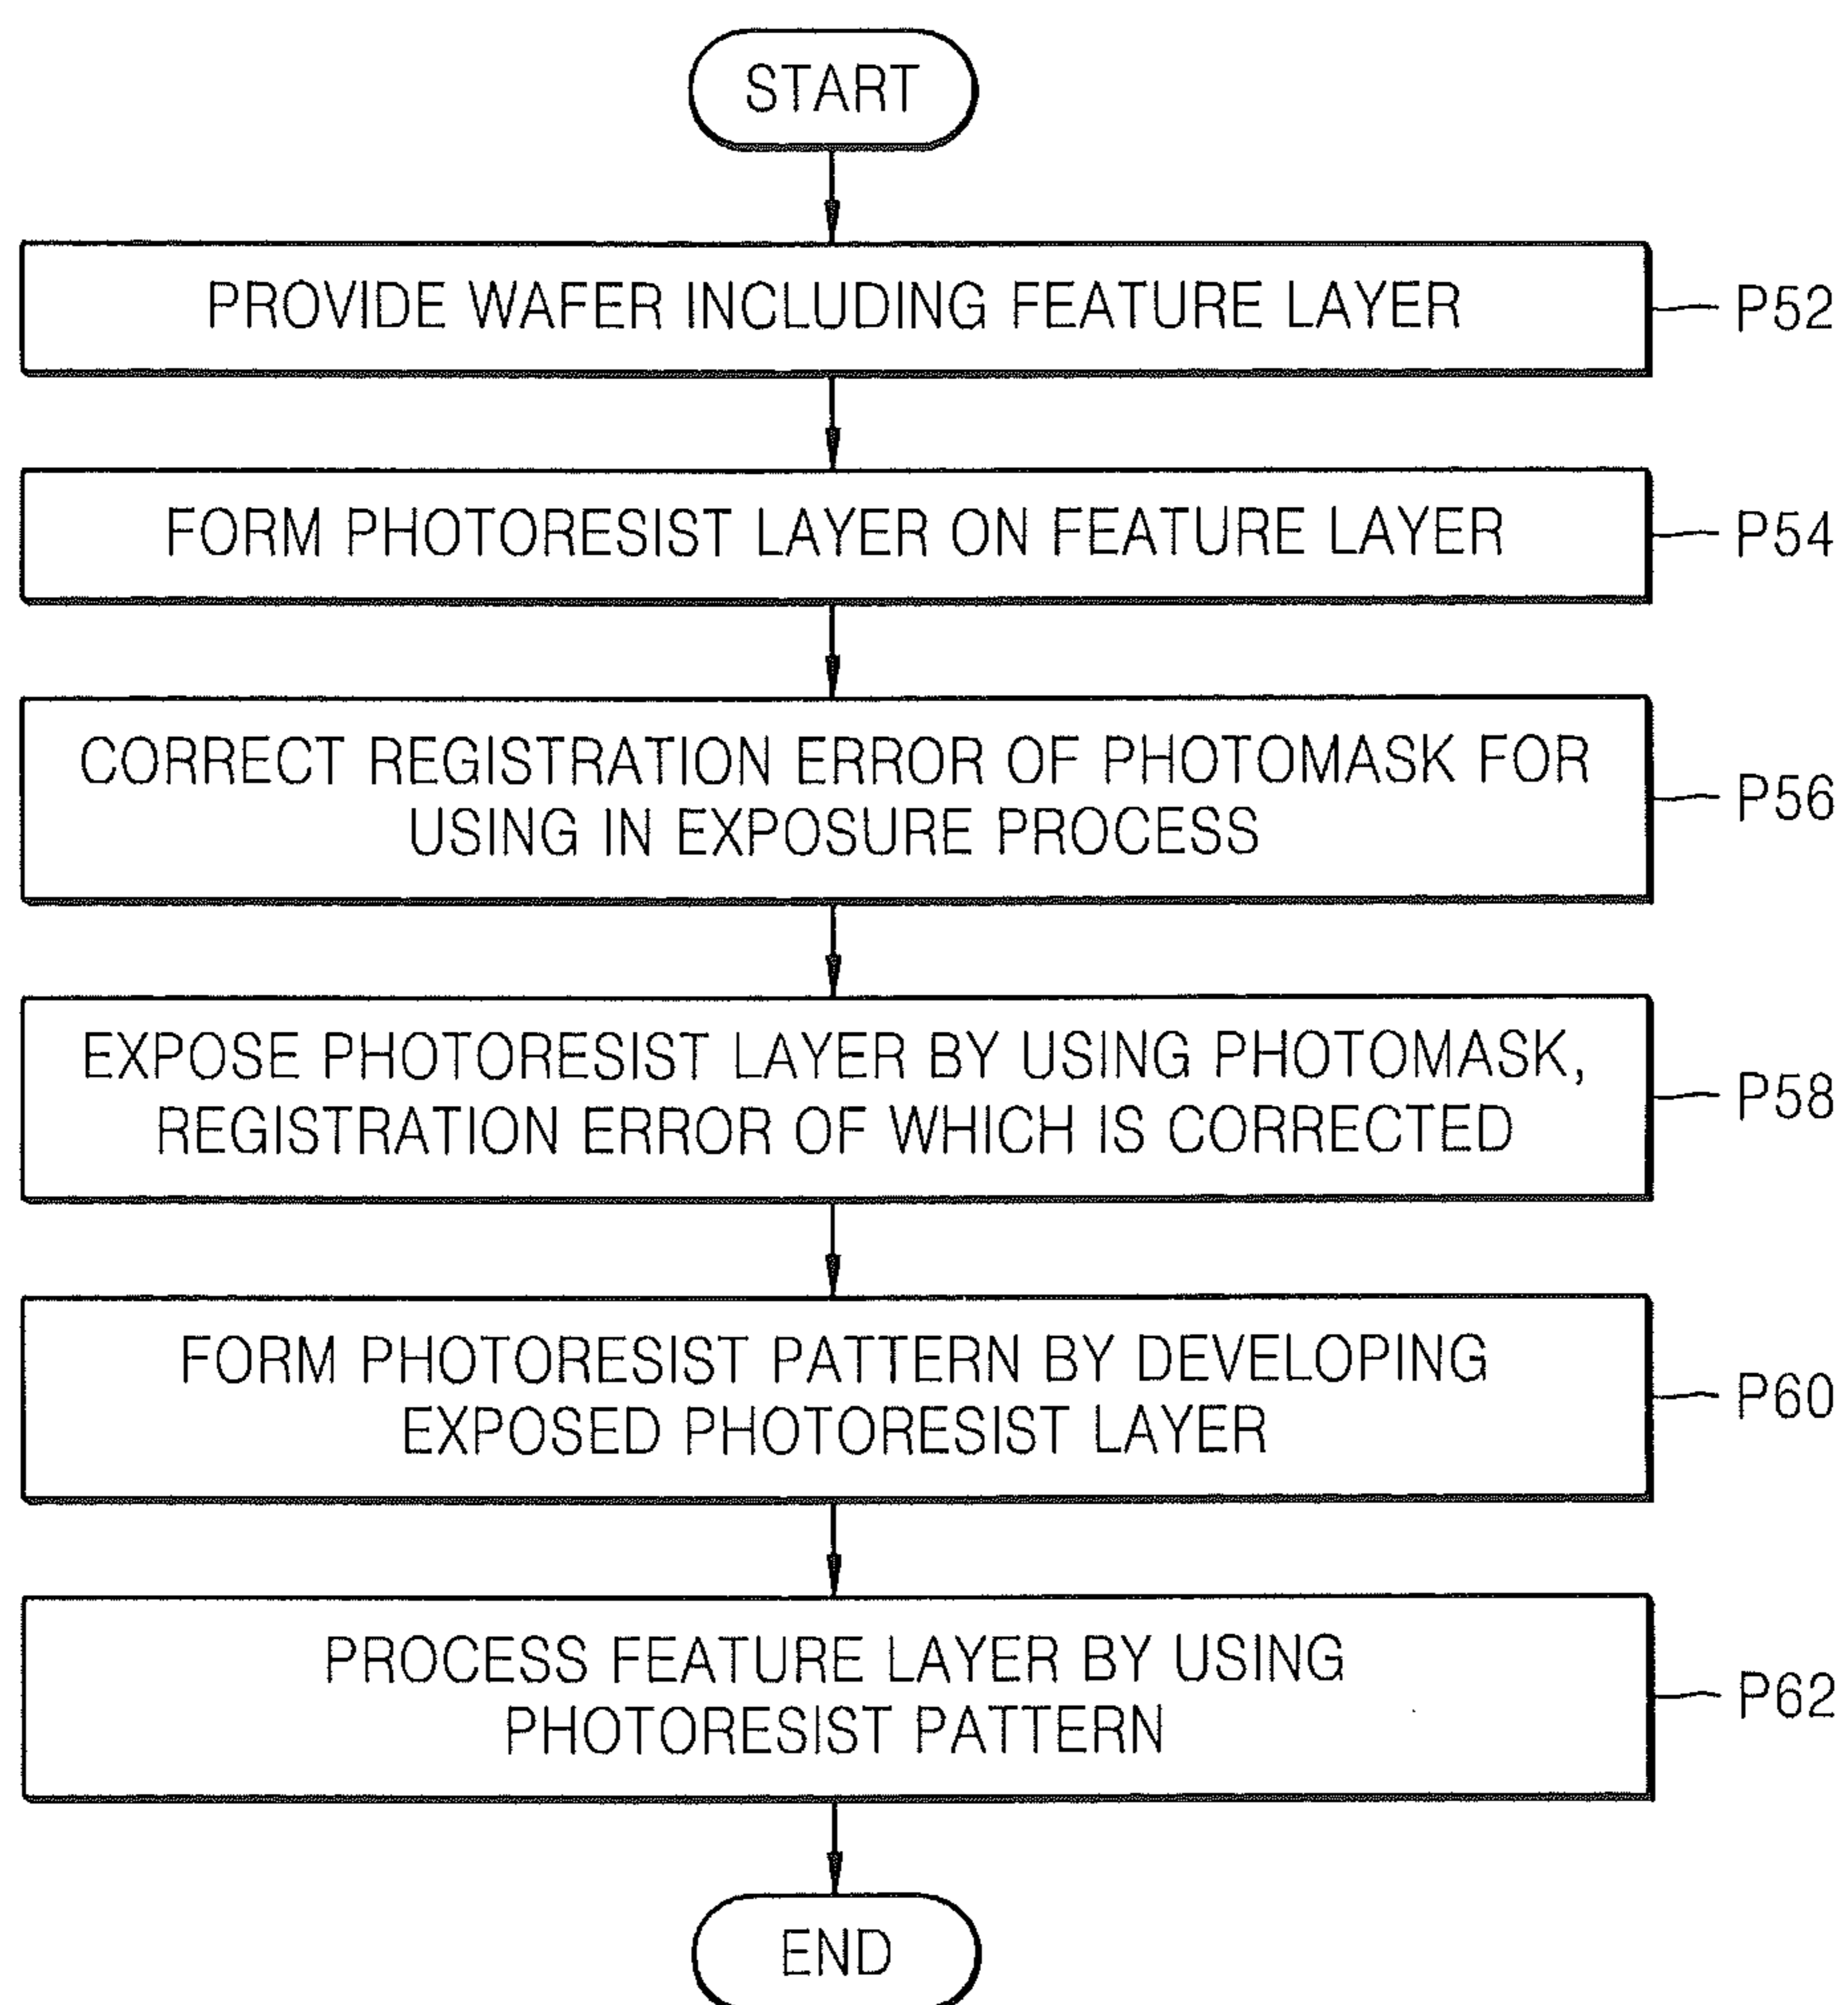 START
PROVIDE WAFER INCLUDING FEATURE LAYER
P52
FORM PHOTORESIST LAYER ON FEATURE LAYER
P54
CORRECT REGISTRATION ERROR OF PHOTOMASK FOR
USING IN EXPOSURE PROCESS
P56
EXPOSE PHOTORESIST LAYER BY USING PHOTOMASK,
REGISTRATION ERROR OF WHICH IS CORRECTED
P58
FORM PHOTORESIST PATTERN BY DEVELOPING
EXPOSED PHOTORESIST LAYER
P60
PROCESS FEATURE LAYER BY USING
PHOTORESIST PATTERN
P62
END